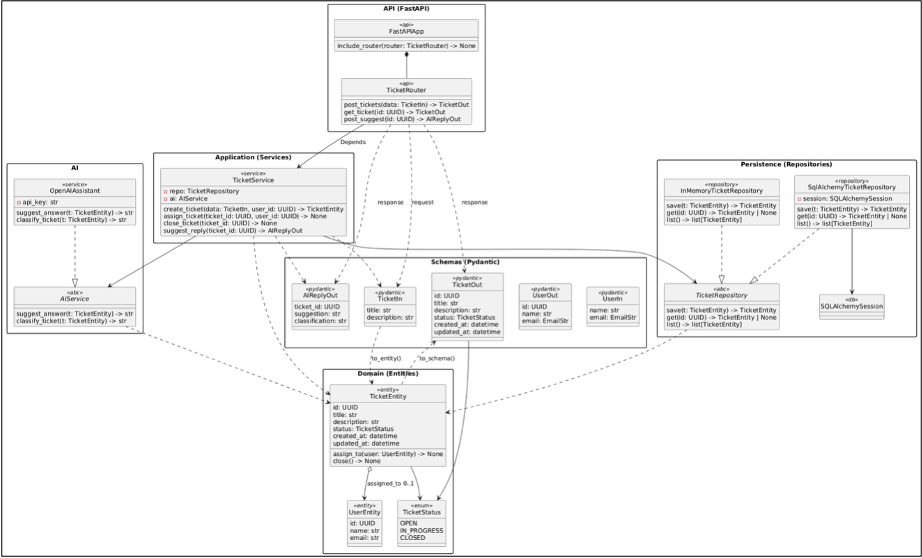 API (FastAPI)
«api»
FastAPIApp
include_router(router: TicketRouter) -> None
«api»
TicketRouter
post_tickets(data: TicketIn) -> TicketOut
get_ticket(id: UUID) -> TicketOut
post_suggest(id: UUID) -> AIReplyOut
Depends
response
request
response
AI
«service»
OpenAIAssistant
api_key: str
suggest_answer(t: TicketEntity) -> str
classify_ticket(t: TicketEntity) -> str
«abc»
AIService
suggest_answer(t: TicketEntity) -> str
classify_ticket(t: TicketEntity) -> str
Application (Services)
«service»
TicketService
repo: TicketRepository
ai: AIService
create_ticket(data: TicketIn, user_id: UUID) -> TicketEntity
assign_ticket(ticket_id: UUID, user_id: UUID) -> None
close_ticket(ticket_id: UUID) -> None
suggest_reply(ticket_id: UUID) -> AIReplyOut
Persistence (Repositories)
«repository»
InMemoryTicketRepository
save(t: TicketEntity) -> TicketEntity
get(id: UUID) -> TicketEntity | None
list() -> list[TicketEntity]
«repository»
SqlAlchemyTicketRepository
session: SQLAlchemySession
save(t: TicketEntity) -> TicketEntity
get(id: UUID) -> TicketEntity | None
list() -> list[TicketEntity]
«abc»
TicketRepository
save(t: TicketEntity) -> TicketEntity
get(id: UUID) -> TicketEntity | None
list() -> list[TicketEntity]
«db»
SQLAlchemySession
Schemas (Pydantic)
«pydantic»
AIReplyOut
ticket_id: UUID
suggestion: str
classification: str
«pydantic»
TicketIn
title: str
description: str
«pydantic»
TicketOut
id: UUID
title: str
description: str
status: TicketStatus
created_at: datetime
updated_at: datetime
«pydantic»
UserOut
id: UUID
name: str
email: EmailStr
«pydantic»
UserIn
name: str
email: EmailStr
to_entity()
to_schema()
Domain (Entities)
«entity»
TicketEntity
id: UUID
title: str
description: str
status: TicketStatus
created_at: datetime
updated_at: datetime
assign_to(user: UserEntity) -> None
close() -> None
assigned_to 0..1
«entity»
UserEntity
id: UUID
name: str
email: str
«enum»
TicketStatus
OPEN
IN_PROGRESS
CLOSED